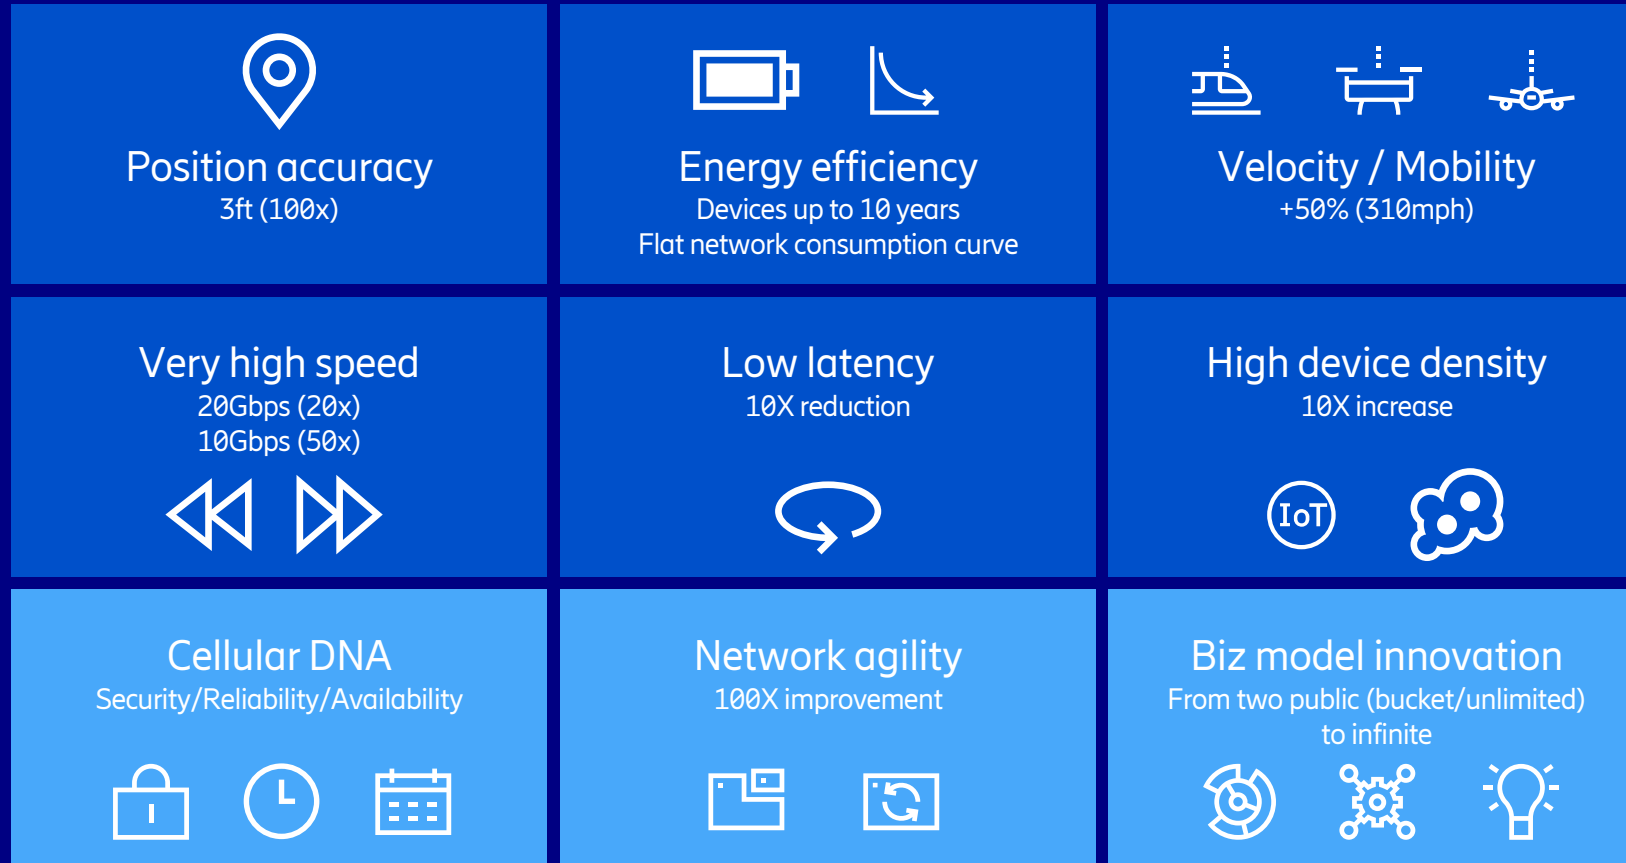 Position accuracy
3ft (100x)
Energy efficiency
Devices up to 10 years
Flat network consumption curve
Velocity / Mobility
+50% (310mph)
Very high speed
20Gbps (20x)
10Gbps (50x)
Low latency
10X reduction
High device density
10X increase
IoT
Cellular DNA
Security/Reliability/Availability
Network agility
100X improvement
Biz model innovation
From two public (bucket/unlimited)
to infinite